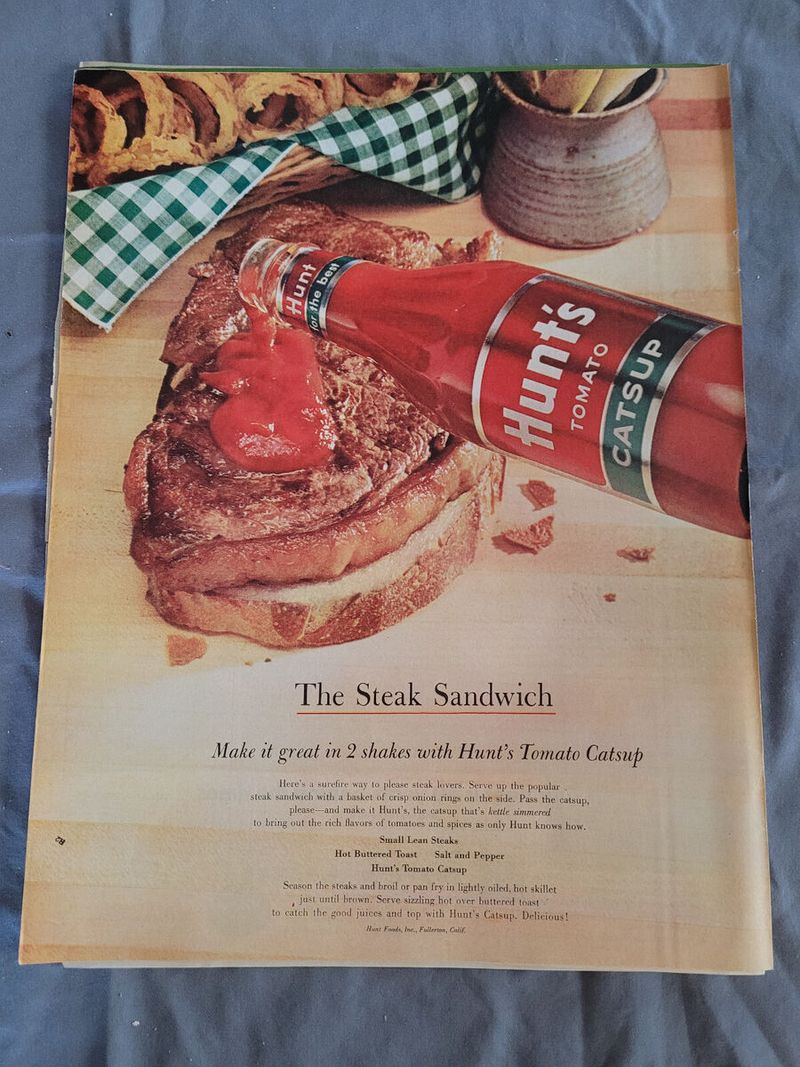 Hunt
for the best
Hunt's
TOMATO
CATSUP
The Steak Sandwich
Make it great in 2 shakes with Hunt's Tomato Catsup
Here's a surefire way to please steak lovers. Serve up the popular
steak sandwich with a basket of crisp onion rings on the side. Pass the catsup,
please—and make it Hunt's, the catsup that's kettle simmered
to bring out the rich flavors of tomatoes and spices as only Hunt knows how.
Small Lean Steaks
Hot Buttered Toast Salt and Pepper
Hunt's Tomato Catsup
Season the steaks and broil or pan fry in lightly oiled, hot skillet
just until brown. Serve sizzling hot over buttered toast
to catch the good juices and top with Hunt's Catsup. Delicious!
Hunt Foods, Inc., Fullerton, Calif.
82